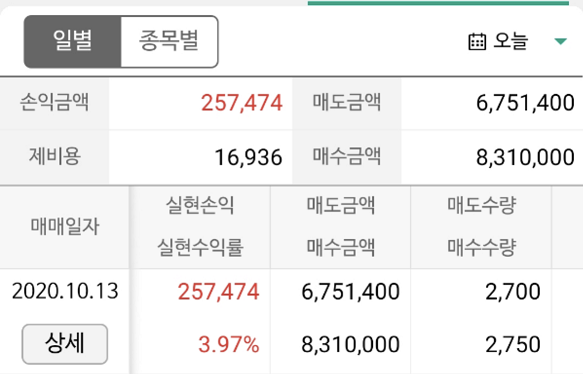 일별 종목별 오늘
손익금액 257,474 매도금액 6,751,400
제비용 16,936 매수금액 8,310,000
매매일자 실현손익 매도금액 매도수량
실현수익률 매수금액 매수수량
2020.10.13 257,474 6,751,400 2,700
상세 3.97% 8,310,000 2,750